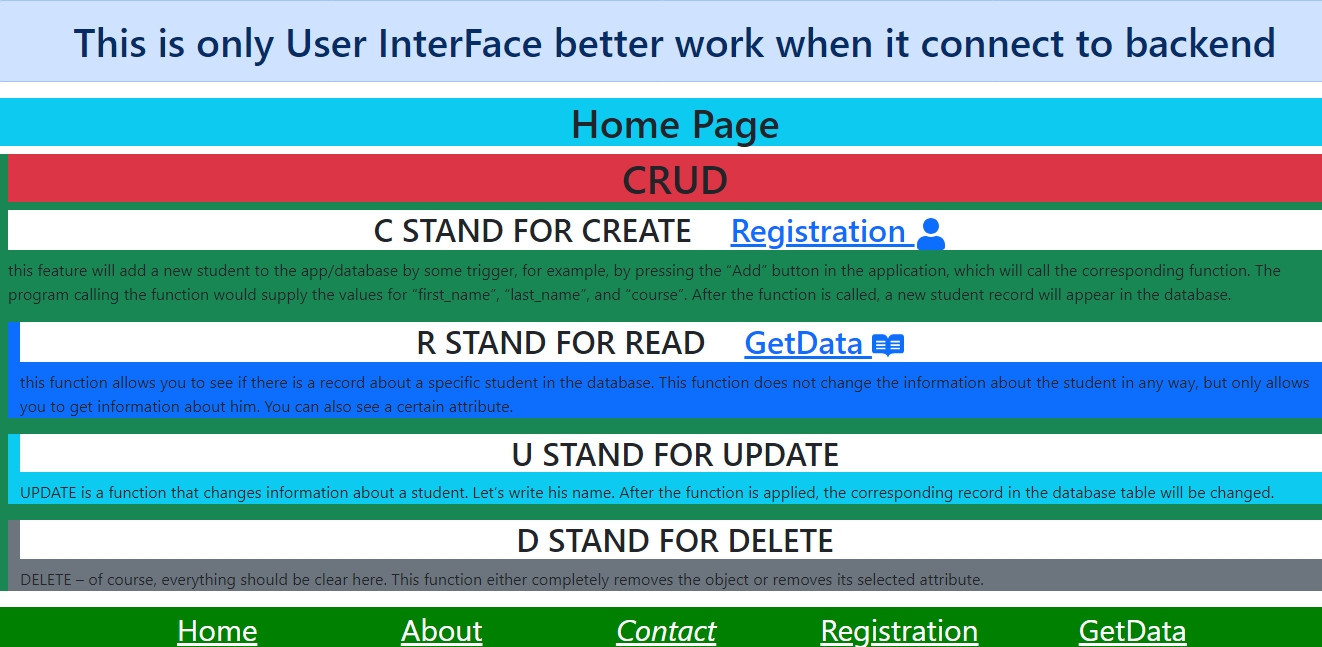 This is only User InterFace better work when it connect to backend
Home Page
CRUD
C STAND FOR CREATE Registration
this feature will add a new student to the app/database by some trigger, for example, by pressing the “Add” button in the application, which will call the corresponding function. The
program calling the function would supply the values for “first_name”, “last_name”, and “course”. After the function is called, a new student record will appear in the database.
R STAND FOR READ GetData
this function allows you to see if there is a record about a specific student in the database. This function does not change the information about the student in any way, but only allows
you to get information about him. You can also see a certain attribute.
U STAND FOR UPDATE
UPDATE is a function that changes information about a student. Let’s write his name. After the function is applied, the corresponding record in the database table will be changed.
D STAND FOR DELETE
DELETE – of course, everything should be clear here. This function either completely removes the object or removes its selected attribute.
Home About Contact Registration GetData